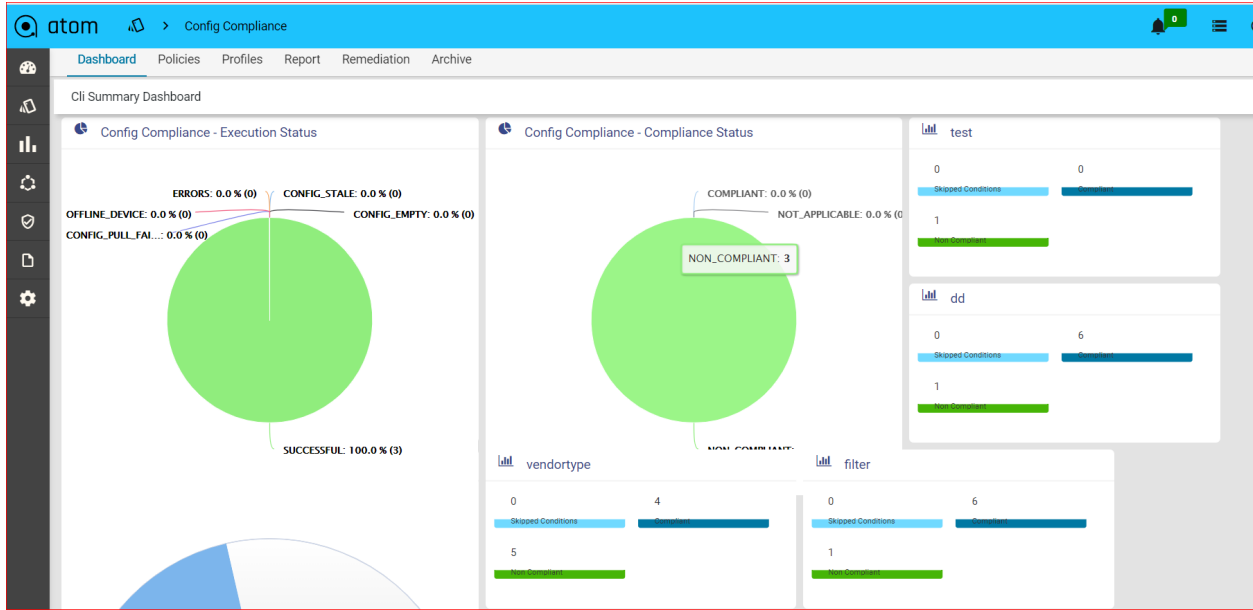 atom > Config Compliance 0
Dashboard Policies Profiles Report Remediation Archive
Cli Summary Dashboard
Config Compliance - Execution Status
ERRORS: 0.0 % (0) CONFIG_STALE: 0.0 % (0)
OFFLINE_DEVICE: 0.0 % (0) CONFIG_EMPTY: 0.0 % (0)
CONFIG_PULL_FAI...: 0.0 % (0)
SUCCESSFUL: 100.0 % (3)
Config Compliance - Compliance Status
COMPLIANT: 0.0 % (0)
NOT_APPLICABLE: 0.0 % (0
NON_COMPLIANT: 3
NON_COMPLIANT:
test
0 0
Skipped Conditions Compliant
1
Non Compliant
dd
0 6
Skipped Conditions Compliant
1
Non Compliant
vendortype
0 4
Skipped Conditions Compliant
5
Non Compliant
filter
0 6
Skipped Conditions Compliant
1
Non Compliant